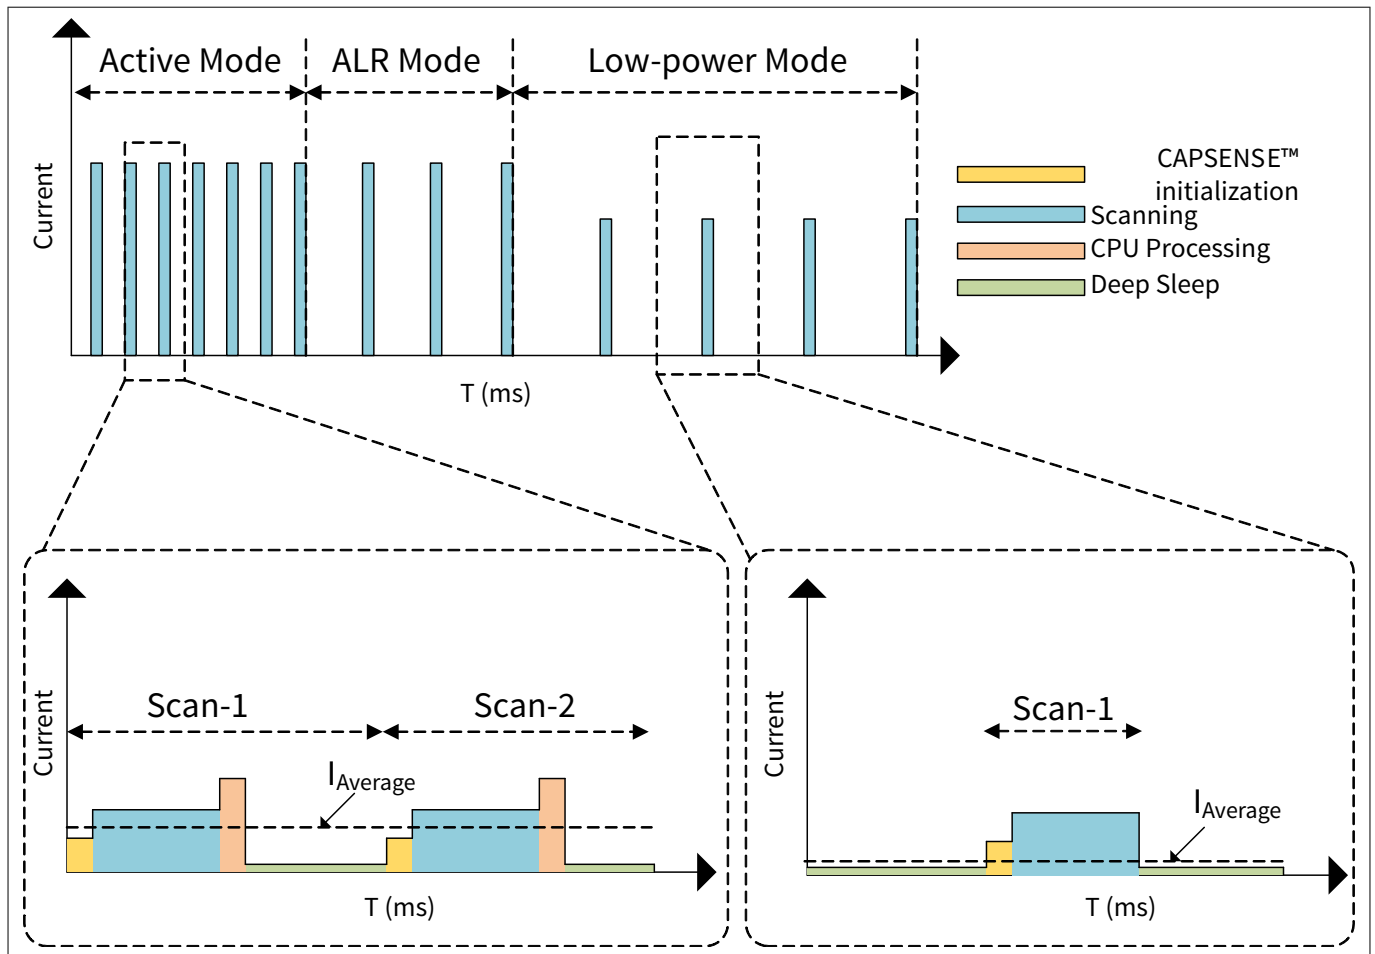 Active Mode
ALR Mode
Low-power Mode
Current
CAPSENSE™
initialization
Scanning
CPU Processing
Deep Sleep
T (ms)
Scan-1
Scan-2
Current
IAverage
T (ms)
Scan-1
Current
IAverage
T (ms)